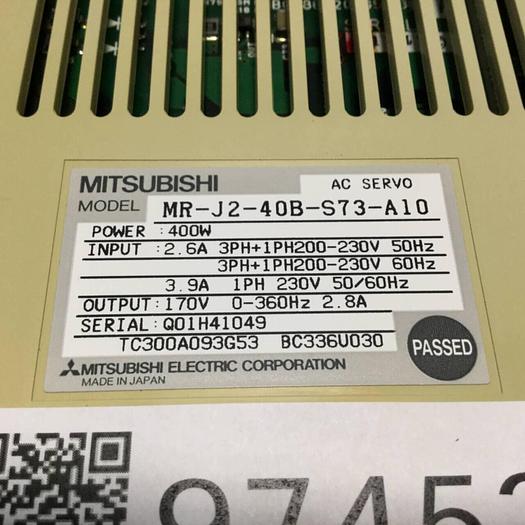 MITSUBISHI AC SERVO
MODEL MR-J2-40B-S73-A10
POWER : 400W
INPUT : 2.6A 3PH+1PH200-230V 50Hz
3PH+1PH200-230V 60Hz
3.9A 1PH 230V 50/60Hz
OUTPUT : 170V 0-360Hz 2.8A
SERIAL : Q01H41049
TC300A093G53 BC336U030
PASSED
MITSUBISHI ELECTRIC CORPORATION
MADE IN JAPAN